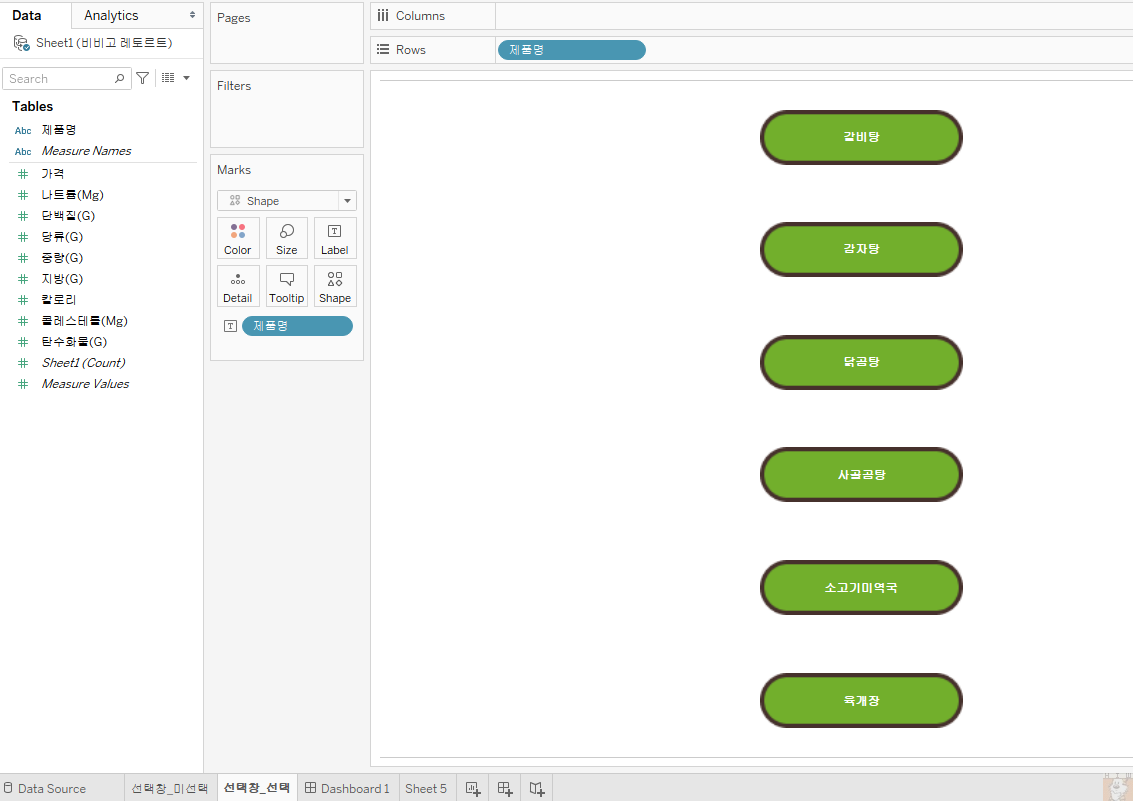 Data
Analytics
Sheet1 (비비고 레토르트)
Search
Tables
Abc 제품명
Abc Measure Names
# 가격
# 나트륨(Mg)
# 단백질(G)
# 당류(G)
# 중량(G)
# 지방(G)
# 칼로리
# 콜레스테롤(Mg)
# 탄수화물(G)
# Sheet1 (Count)
# Measure Values
Pages
Filters
Marks
Shape
Color Size Label
Detail Tooltip Shape
T 제품명
Columns
Rows 제품명
갈비탕
감자탕
닭곰탕
사골곰탕
소고기미역국
육개장
Data Source 선택창_미선택 선택창_선택 Dashboard 1 Sheet 5